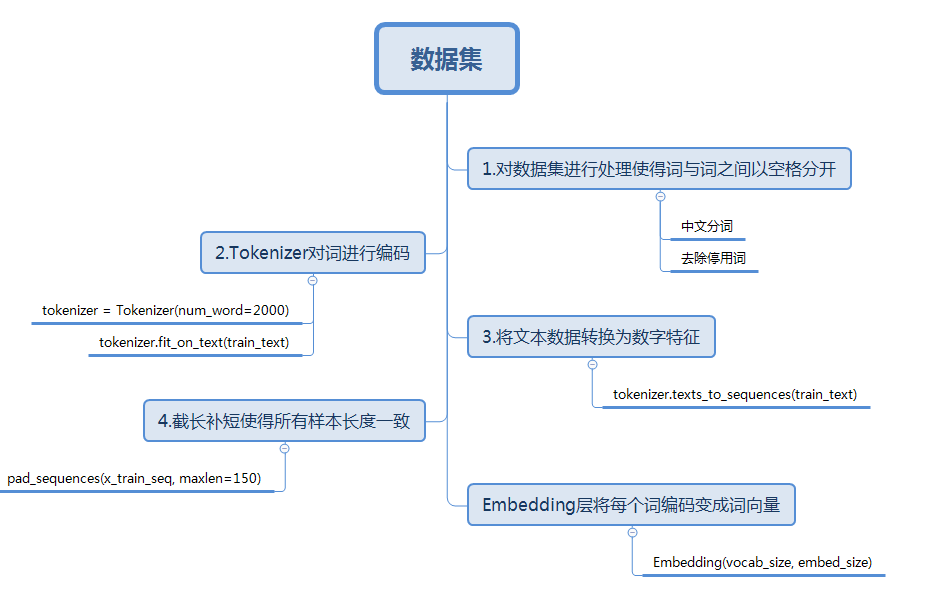 数据集
1.对数据集进行处理使得词与词之间以空格分开
中文分词
去除停用词
2.Tokenizer对词进行编码
tokenizer = Tokenizer(num_word=2000)
tokenizer.fit_on_text(train_text)
3.将文本数据转换为数字特征
tokenizer.texts_to_sequences(train_text)
4.截长补短使得所有样本长度一致
pad_sequences(x_train_seq, maxlen=150)
Embedding层将每个词编码变成词向量
Embedding(vocab_size, embed_size)